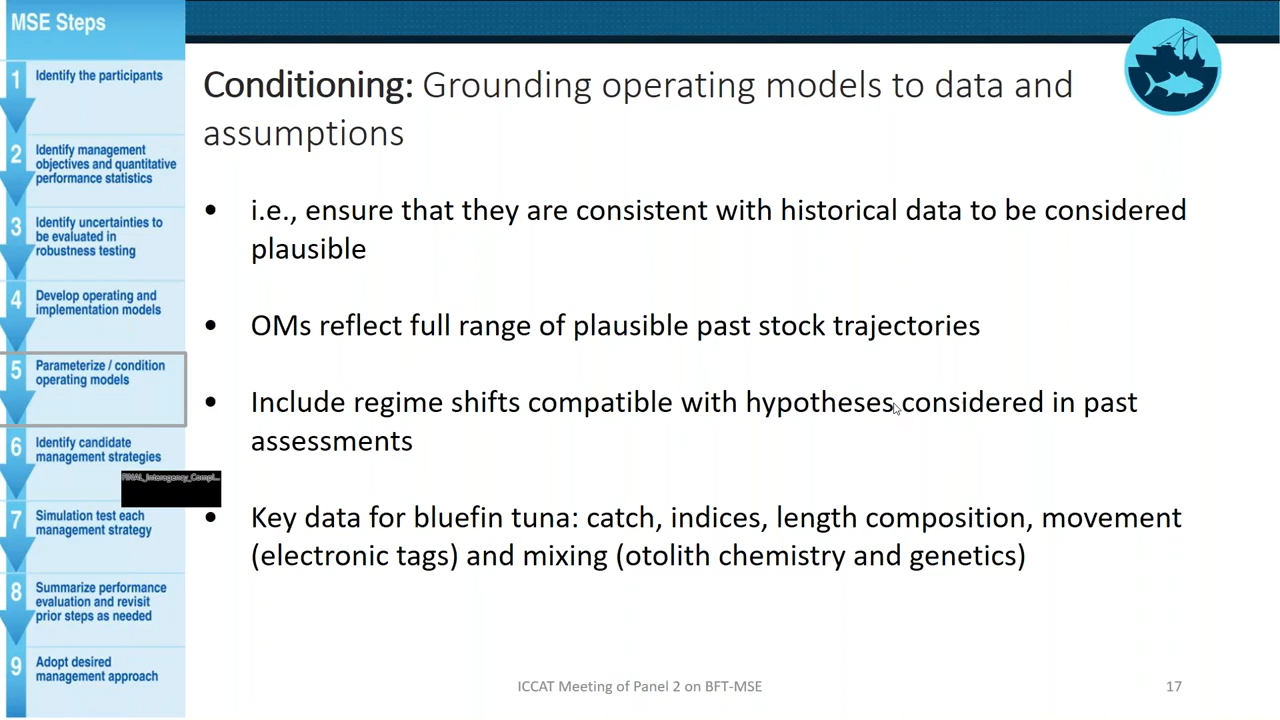 MSE Steps
1
Identify the participants
2
Identify management
objectives and quantitative
performance statistics
3
Identify uncertainties to
be evaluated in
robustness testing
4
Develop operating and
implementation models
5
Parameterize / condition
operating models
6
Identify candidate
management strategies
7
Simulation test each
management strategy
8
Summarize performance
evaluation and revisit
prior steps as needed
9
Adopt desired
management approach
Conditioning: Grounding operating models to data and
assumptions
• i.e., ensure that they are consistent with historical data to be considered
plausible
• OMs reflect full range of plausible past stock trajectories
• Include regime shifts compatible with hypotheses considered in past
assessments
FINAL_Interagency_Compl...
• Key data for bluefin tuna: catch, indices, length composition, movement
(electronic tags) and mixing (otolith chemistry and genetics)
ICCAT Meeting of Panel 2 on BFT-MSE
17